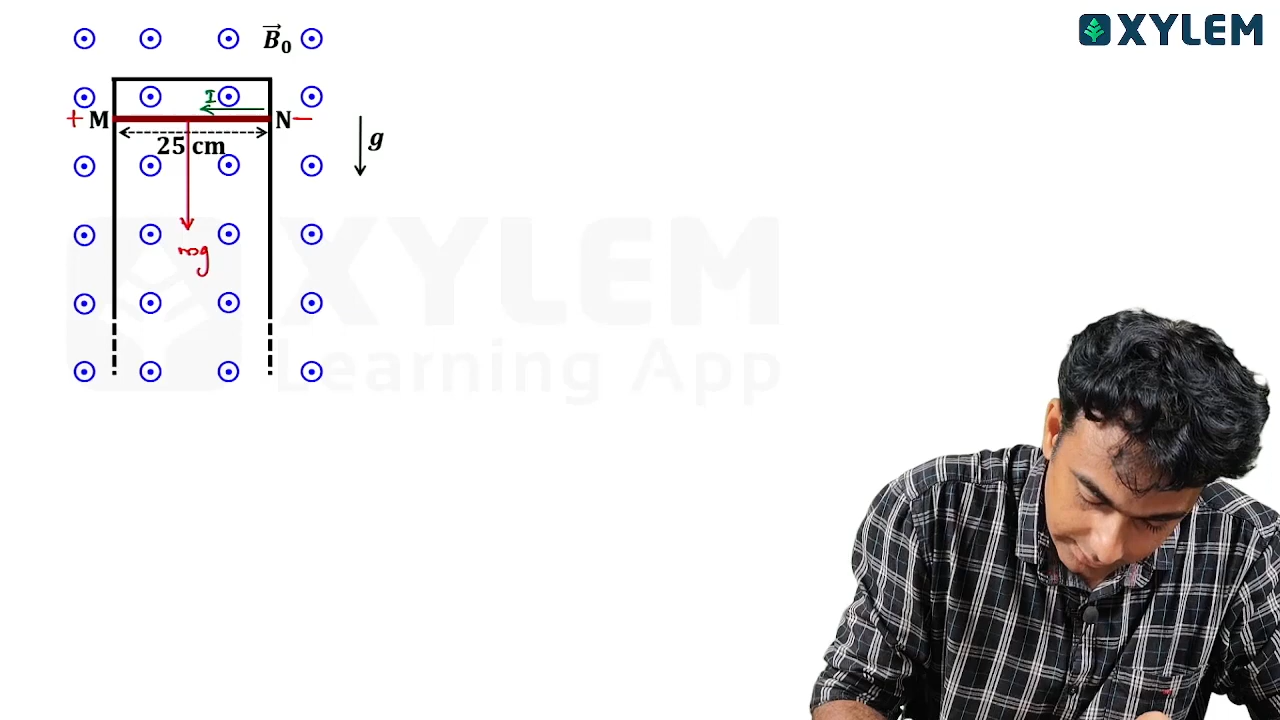 XYLEM
B⃗₀
I
+ M N −
25 cm
g
mg
XYLEM
Learning App